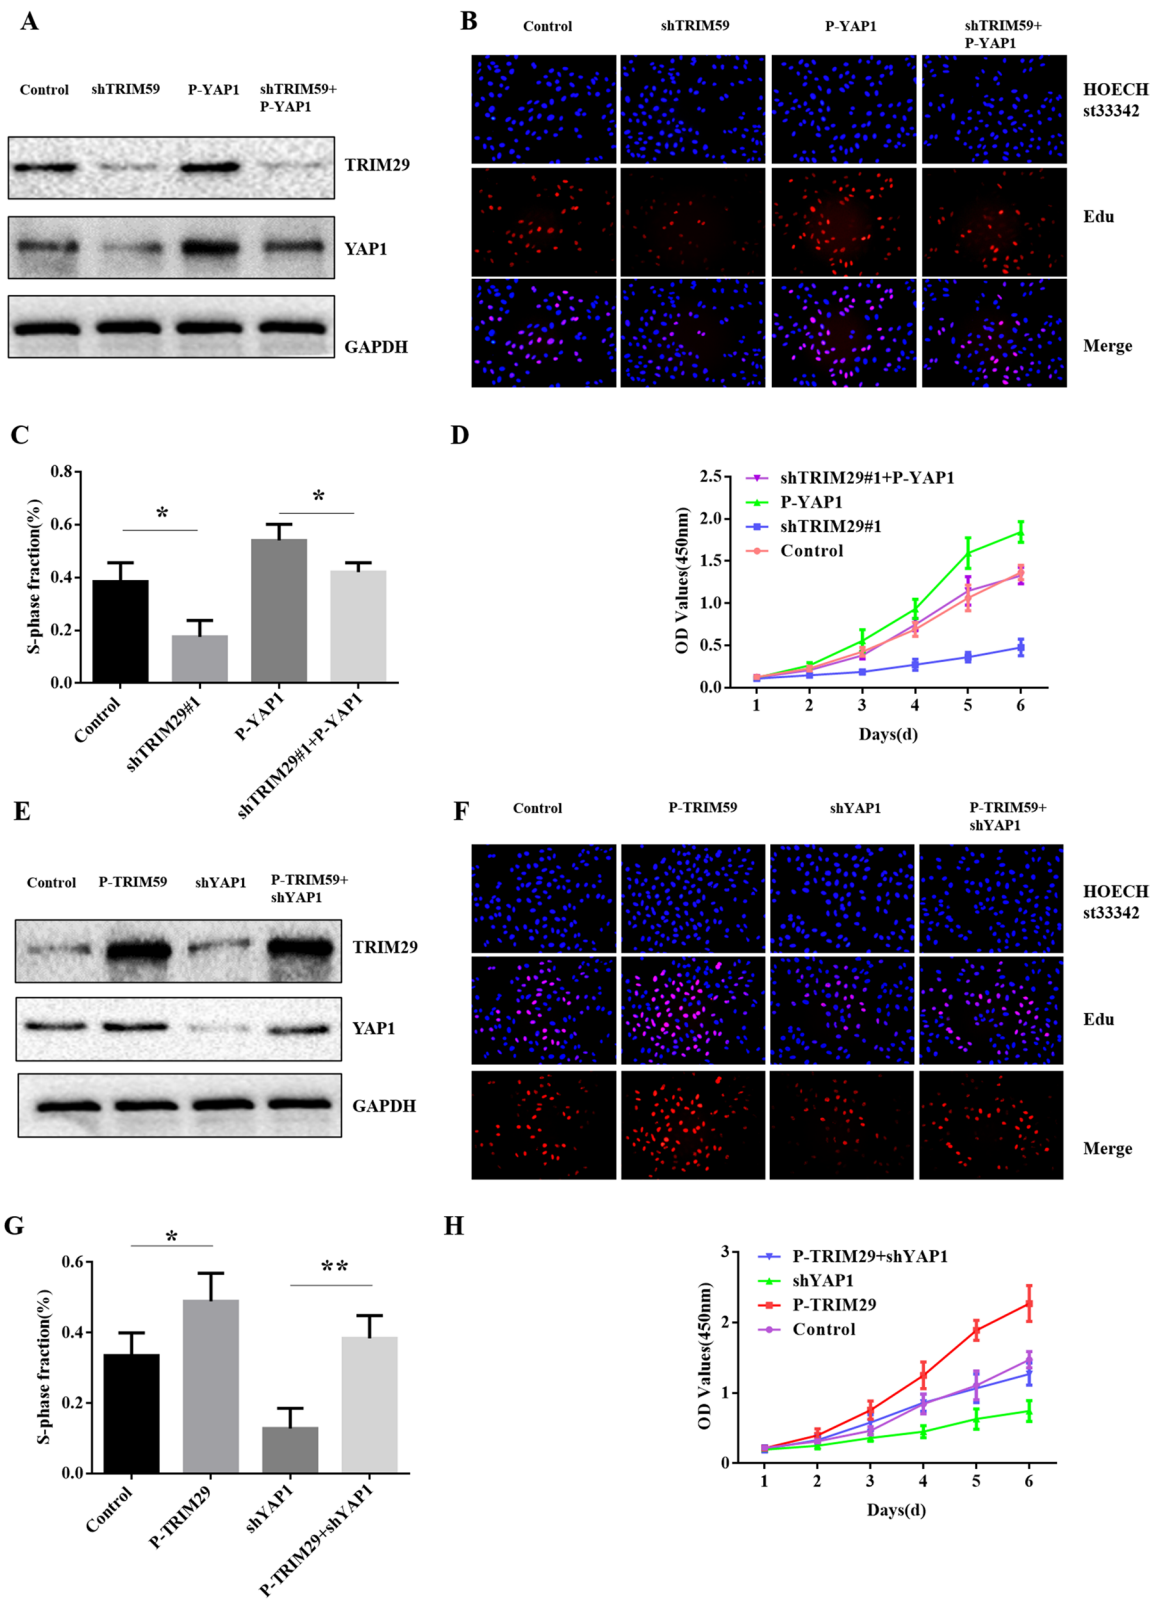 A
Control
shTRIM59
P-YAP1
shTRIM59+
P-YAP1
TRIM29
YAP1
GAPDH
B
Control
shTRIM59
P-YAP1
shTRIM59+
P-YAP1
HOECH
st33342
Edu
Merge
C
S-phase fraction(%)
0.8
0.6
0.4
0.2
0.0
*
*
Control
shTRIM29#1
P-YAP1
shTRIM29#1+P-YAP1
D
OD Values(450nm)
2.5
2.0
1.5
1.0
0.5
0.0
shTRIM29#1+P-YAP1
P-YAP1
shTRIM29#1
Control
1 2 3 4 5 6
Days(d)
E
Control
P-TRIM59
shYAP1
P-TRIM59+
shYAP1
TRIM29
YAP1
GAPDH
F
Control
P-TRIM59
shYAP1
P-TRIM59+
shYAP1
HOECH
st33342
Edu
Merge
G
S-phase fraction(%)
0.6
0.4
0.2
0.0
*
**
Control
P-TRIM29
shYAP1
P-TRIM29+shYAP1
H
OD Values(450nm)
3
2
1
0
P-TRIM29+shYAP1
shYAP1
P-TRIM29
Control
1 2 3 4 5 6
Days(d)